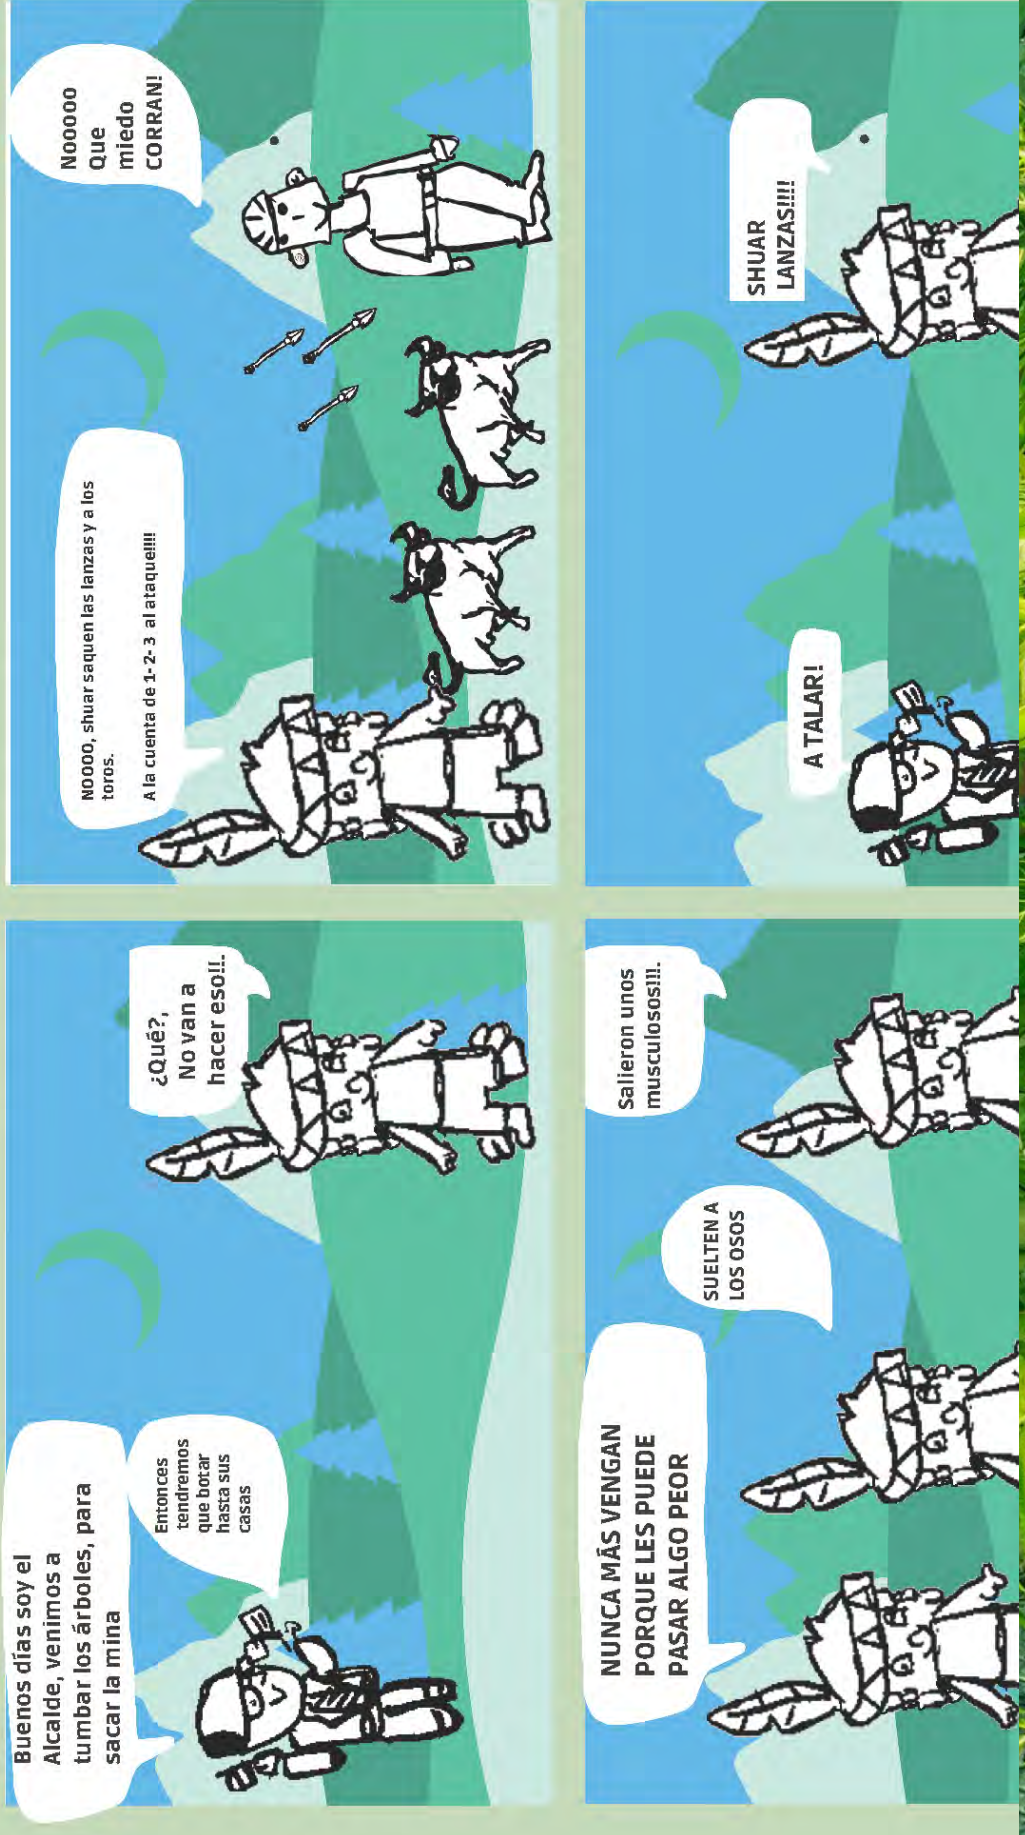 Buenos días soy el
Alcalde, venimos a
tumbar los árboles, para
sacar la mina
Entonces
tendremos
que botar
hasta sus
casas
¿Qué?,
No van a
hacer eso!!.
NOOOO, shuar saquen las lanzas y a los
toros.
A la cuenta de 1- 2- 3 al ataque!!!!
Nooooo
Que
miedo
CORRAN!
NUNCA MÁS VENGAN
PORQUE LES PUEDE
PASAR ALGO PEOR
SUELTEN A
LOS OSOS
Salieron unos
musculosos!!!.
A TALAR!
SHUAR
LANZAS!!!!